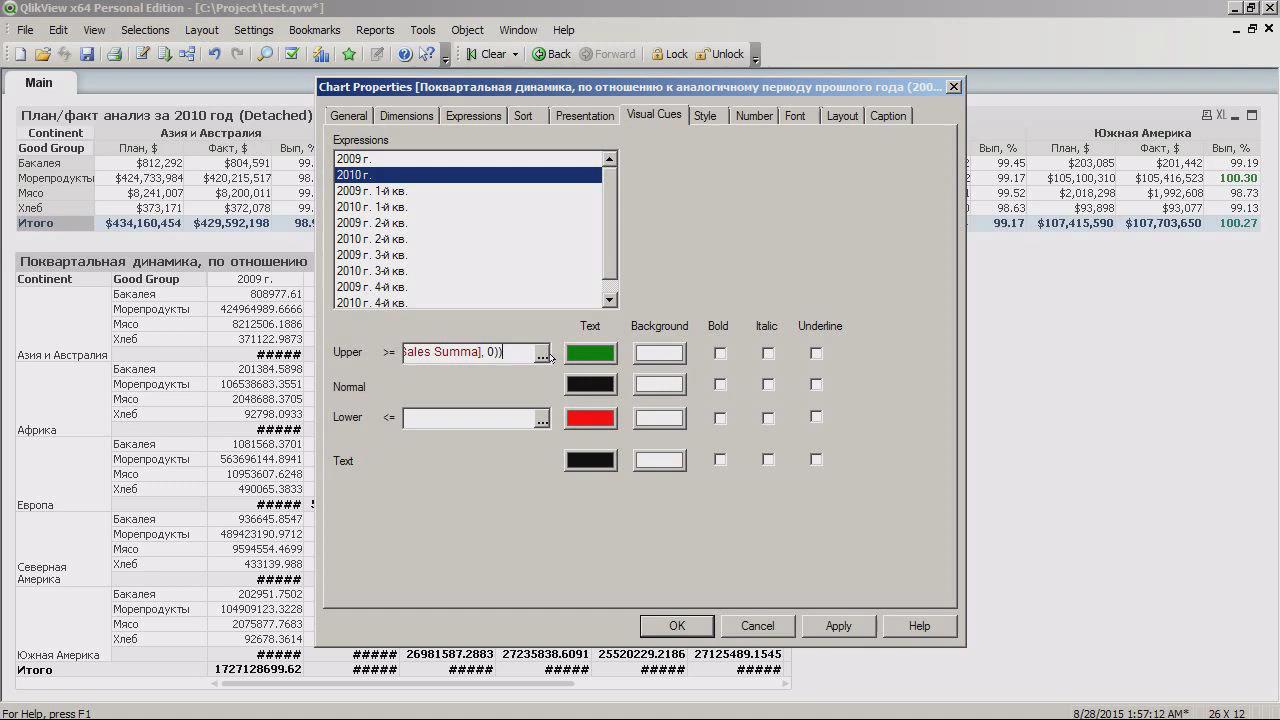 QlikView x64 Personal Edition - [C:\Project\test.qvw*]
File Edit View Selections Layout Settings Bookmarks Reports Tools Object Window Help
Clear Back Forward Lock Unlock
Main
Chart Properties [Поквартальная динамика, по отношению к аналогичному периоду прошлого года (200...
General Dimensions Expressions Sort Presentation Visual Cues Style Number Font Layout Caption
Expressions
2009 г.
2010 г.
2009 г. 1-й кв.
2010 г. 1-й кв.
2009 г. 2-й кв.
2010 г. 2-й кв.
2009 г. 3-й кв.
2010 г. 3-й кв.
2009 г. 4-й кв.
2010 г. 4-й кв.
Text Background Bold Italic Underline
Upper >= Sales Summa], 0)) ...
Normal
Lower <= ...
Text
OK Cancel Apply Help
План/факт анализ за 2010 год (Detached)
Continent Азия и Австралия
Good Group План, $ Факт, $ Вып, %
Бакалея $812,292 $804,591 99.
Морепродукты $424,733,984 $420,215,517 98.
Мясо $8,241,007 $8,200,011 99.
Хлеб $373,171 $372,078 99.
Итого $434,160,454 $429,592,198 98.9
XL
Южная Америка
Вып, % План, $ Факт, $ Вып, %
99.45 $203,085 $201,442 99.19
99.17 $105,100,310 $105,416,523 100.30
99.52 $2,018,298 $1,992,608 98.73
98.63 $93,898 $93,077 99.13
99.17 $107,415,590 $107,703,650 100.27
Поквартальная динамика, по отношению
Continent Good Group 2009 г.
Бакалея 808977.61
Морепродукты 424964989.6666
Мясо 8212506.1886
Азия и Австралия #####
Бакалея 201384.5898
Морепродукты 106538683.3551
Мясо 2048688.3705
Хлеб 92798.0933
Африка #####
Бакалея 1081568.3701
Морепродукты 563696144.8941
Мясо 10953607.6248
Хлеб 490065.3833
Европа #####
Бакалея 936645.8547
Морепродукты 489423190.9712
Мясо 9594554.4699
Хлеб 433139.988
Северная
Америка #####
Бакалея 202951.7502
Морепродукты 104909123.3228
Мясо 2075877.7683
Хлеб 92678.3614
Южная Америка ##### ##### 26981587.2883 27235838.6091 25520229.2186 27125489.1545
Итого 1727128699.62 ##### ##### ##### ##### #####
For Help, press F1 8/28/2015 1:57:12 AM* 26 X 12